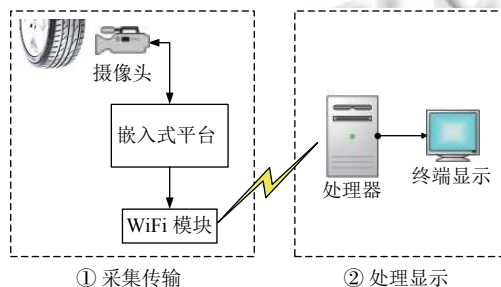 摄像头
嵌入式平台
WiFi 模块
① 采集传输
处理器
终端显示
② 处理显示